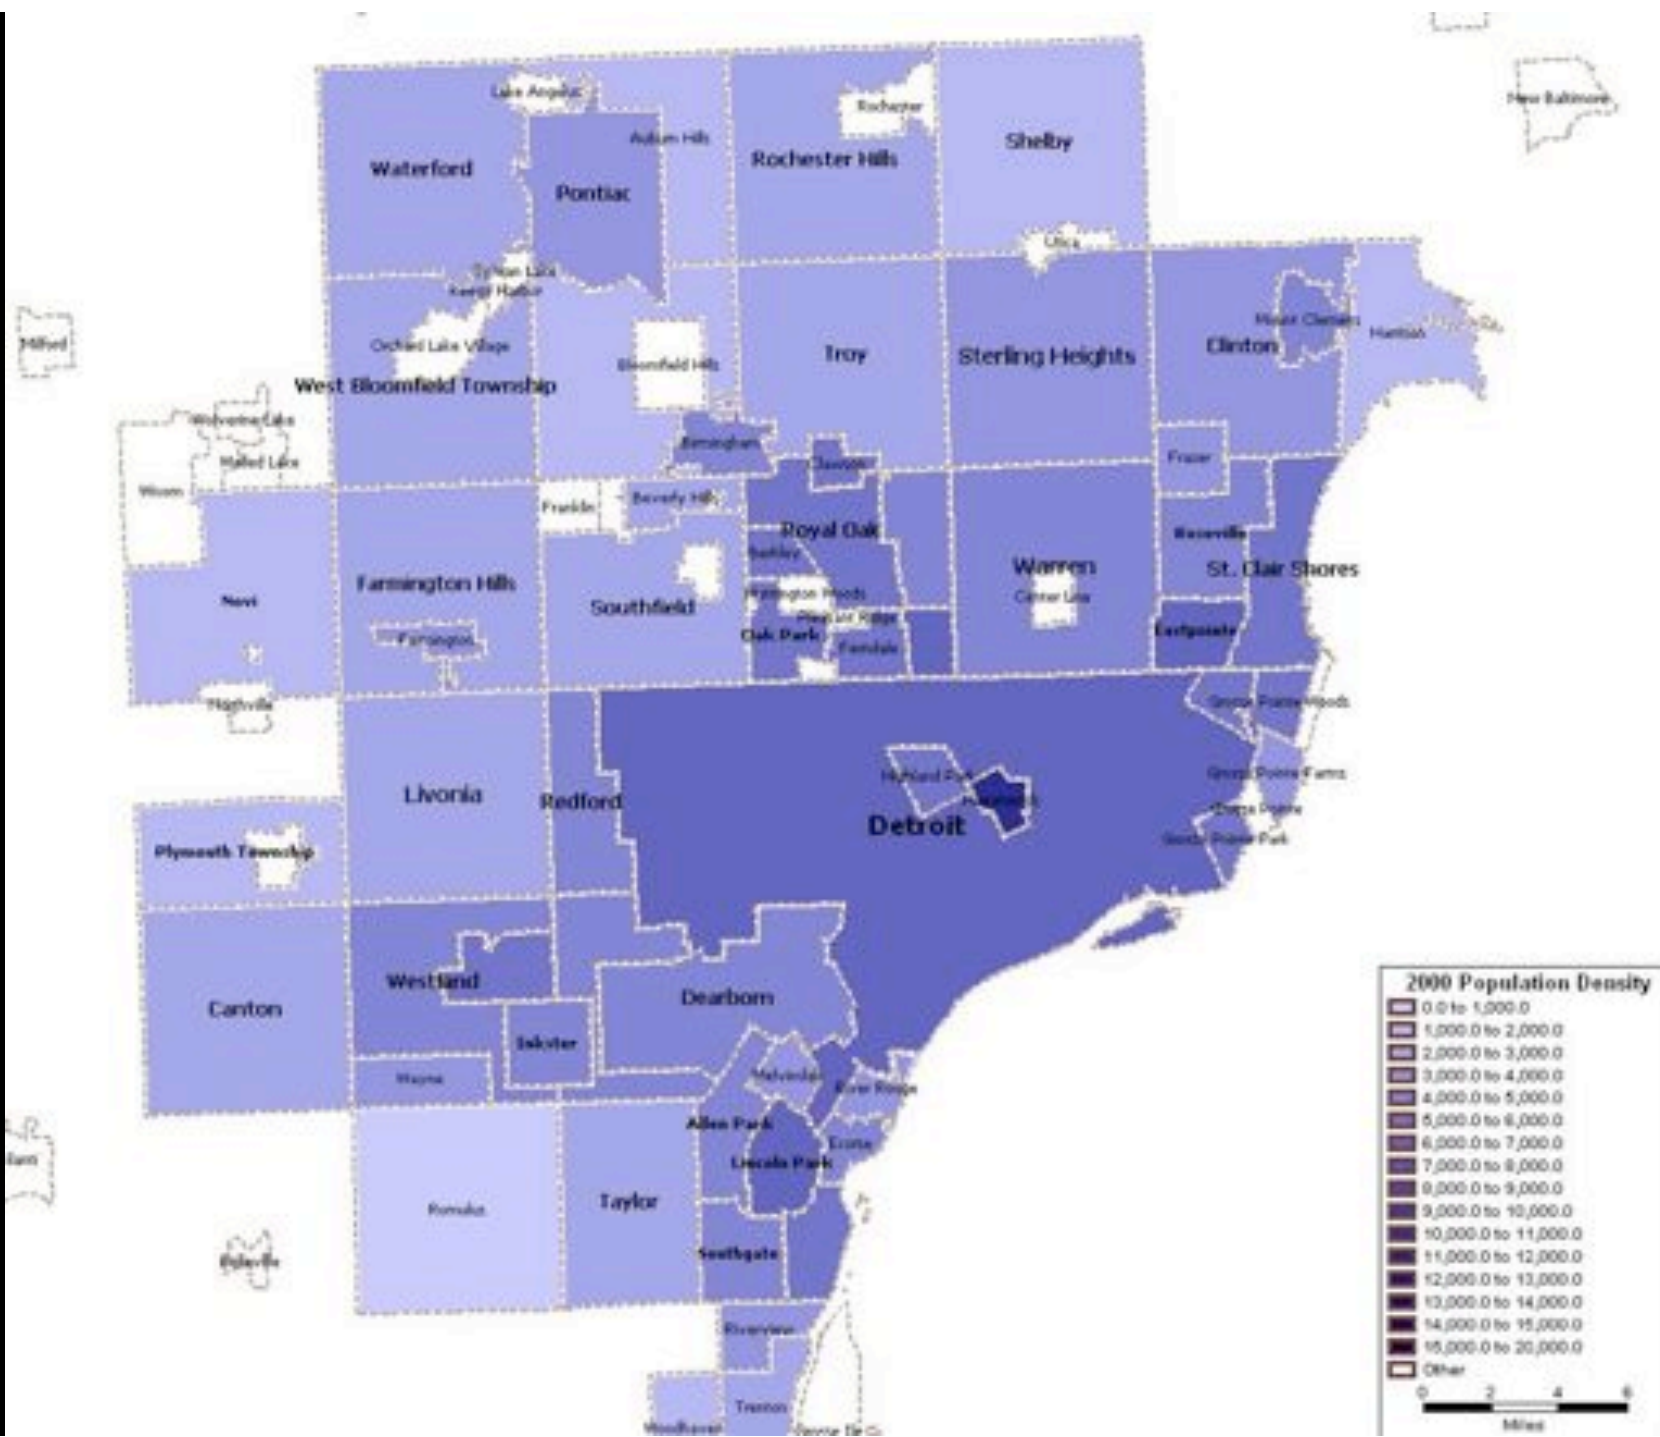 New Baltimore
Lake Angelus
Rochester
Auburn Hills
Shelby
Rochester Hills
Waterford
Pontiac
Utica
Sylvan Lake
Keego Harbor
Mount Clemens
Harrison
Milford
Orchard Lake Village
Clinton
Troy
Sterling Heights
Bloomfield Hills
West Bloomfield Township
Wolverine Lake
Birmingham
Walled Lake
Clawson
Fraser
Wixom
Beverly Hills
Franklin
Royal Oak
Roseville
Berkley
Warren
St. Clair Shores
Farmington Hills
Huntington Woods
Center Line
Novi
Southfield
Pleasant Ridge
Oak Park
Eastpointe
Farmington
Ferndale
Northville
Grosse Pointe Woods
Grosse Pointe Farms
Highland Park
Livonia
Redford
Hamtramck
Grosse Pointe
Detroit
Grosse Pointe Park
Plymouth Township
Westland
Dearborn
Canton
Inkster
Melvindale
Wayne
River Rouge
Allen Park
Ecorse
Lincoln Park
Taylor
Romulus
Southgate
Belleville
Riverview
Trenton
Woodhaven
2000 Population Density
0.0 to 1,000.0
1,000.0 to 2,000.0
2,000.0 to 3,000.0
3,000.0 to 4,000.0
4,000.0 to 5,000.0
5,000.0 to 6,000.0
6,000.0 to 7,000.0
7,000.0 to 8,000.0
8,000.0 to 9,000.0
9,000.0 to 10,000.0
10,000.0 to 11,000.0
11,000.0 to 12,000.0
12,000.0 to 13,000.0
13,000.0 to 14,000.0
14,000.0 to 15,000.0
15,000.0 to 20,000.0
Other
0 2 4 6
Miles